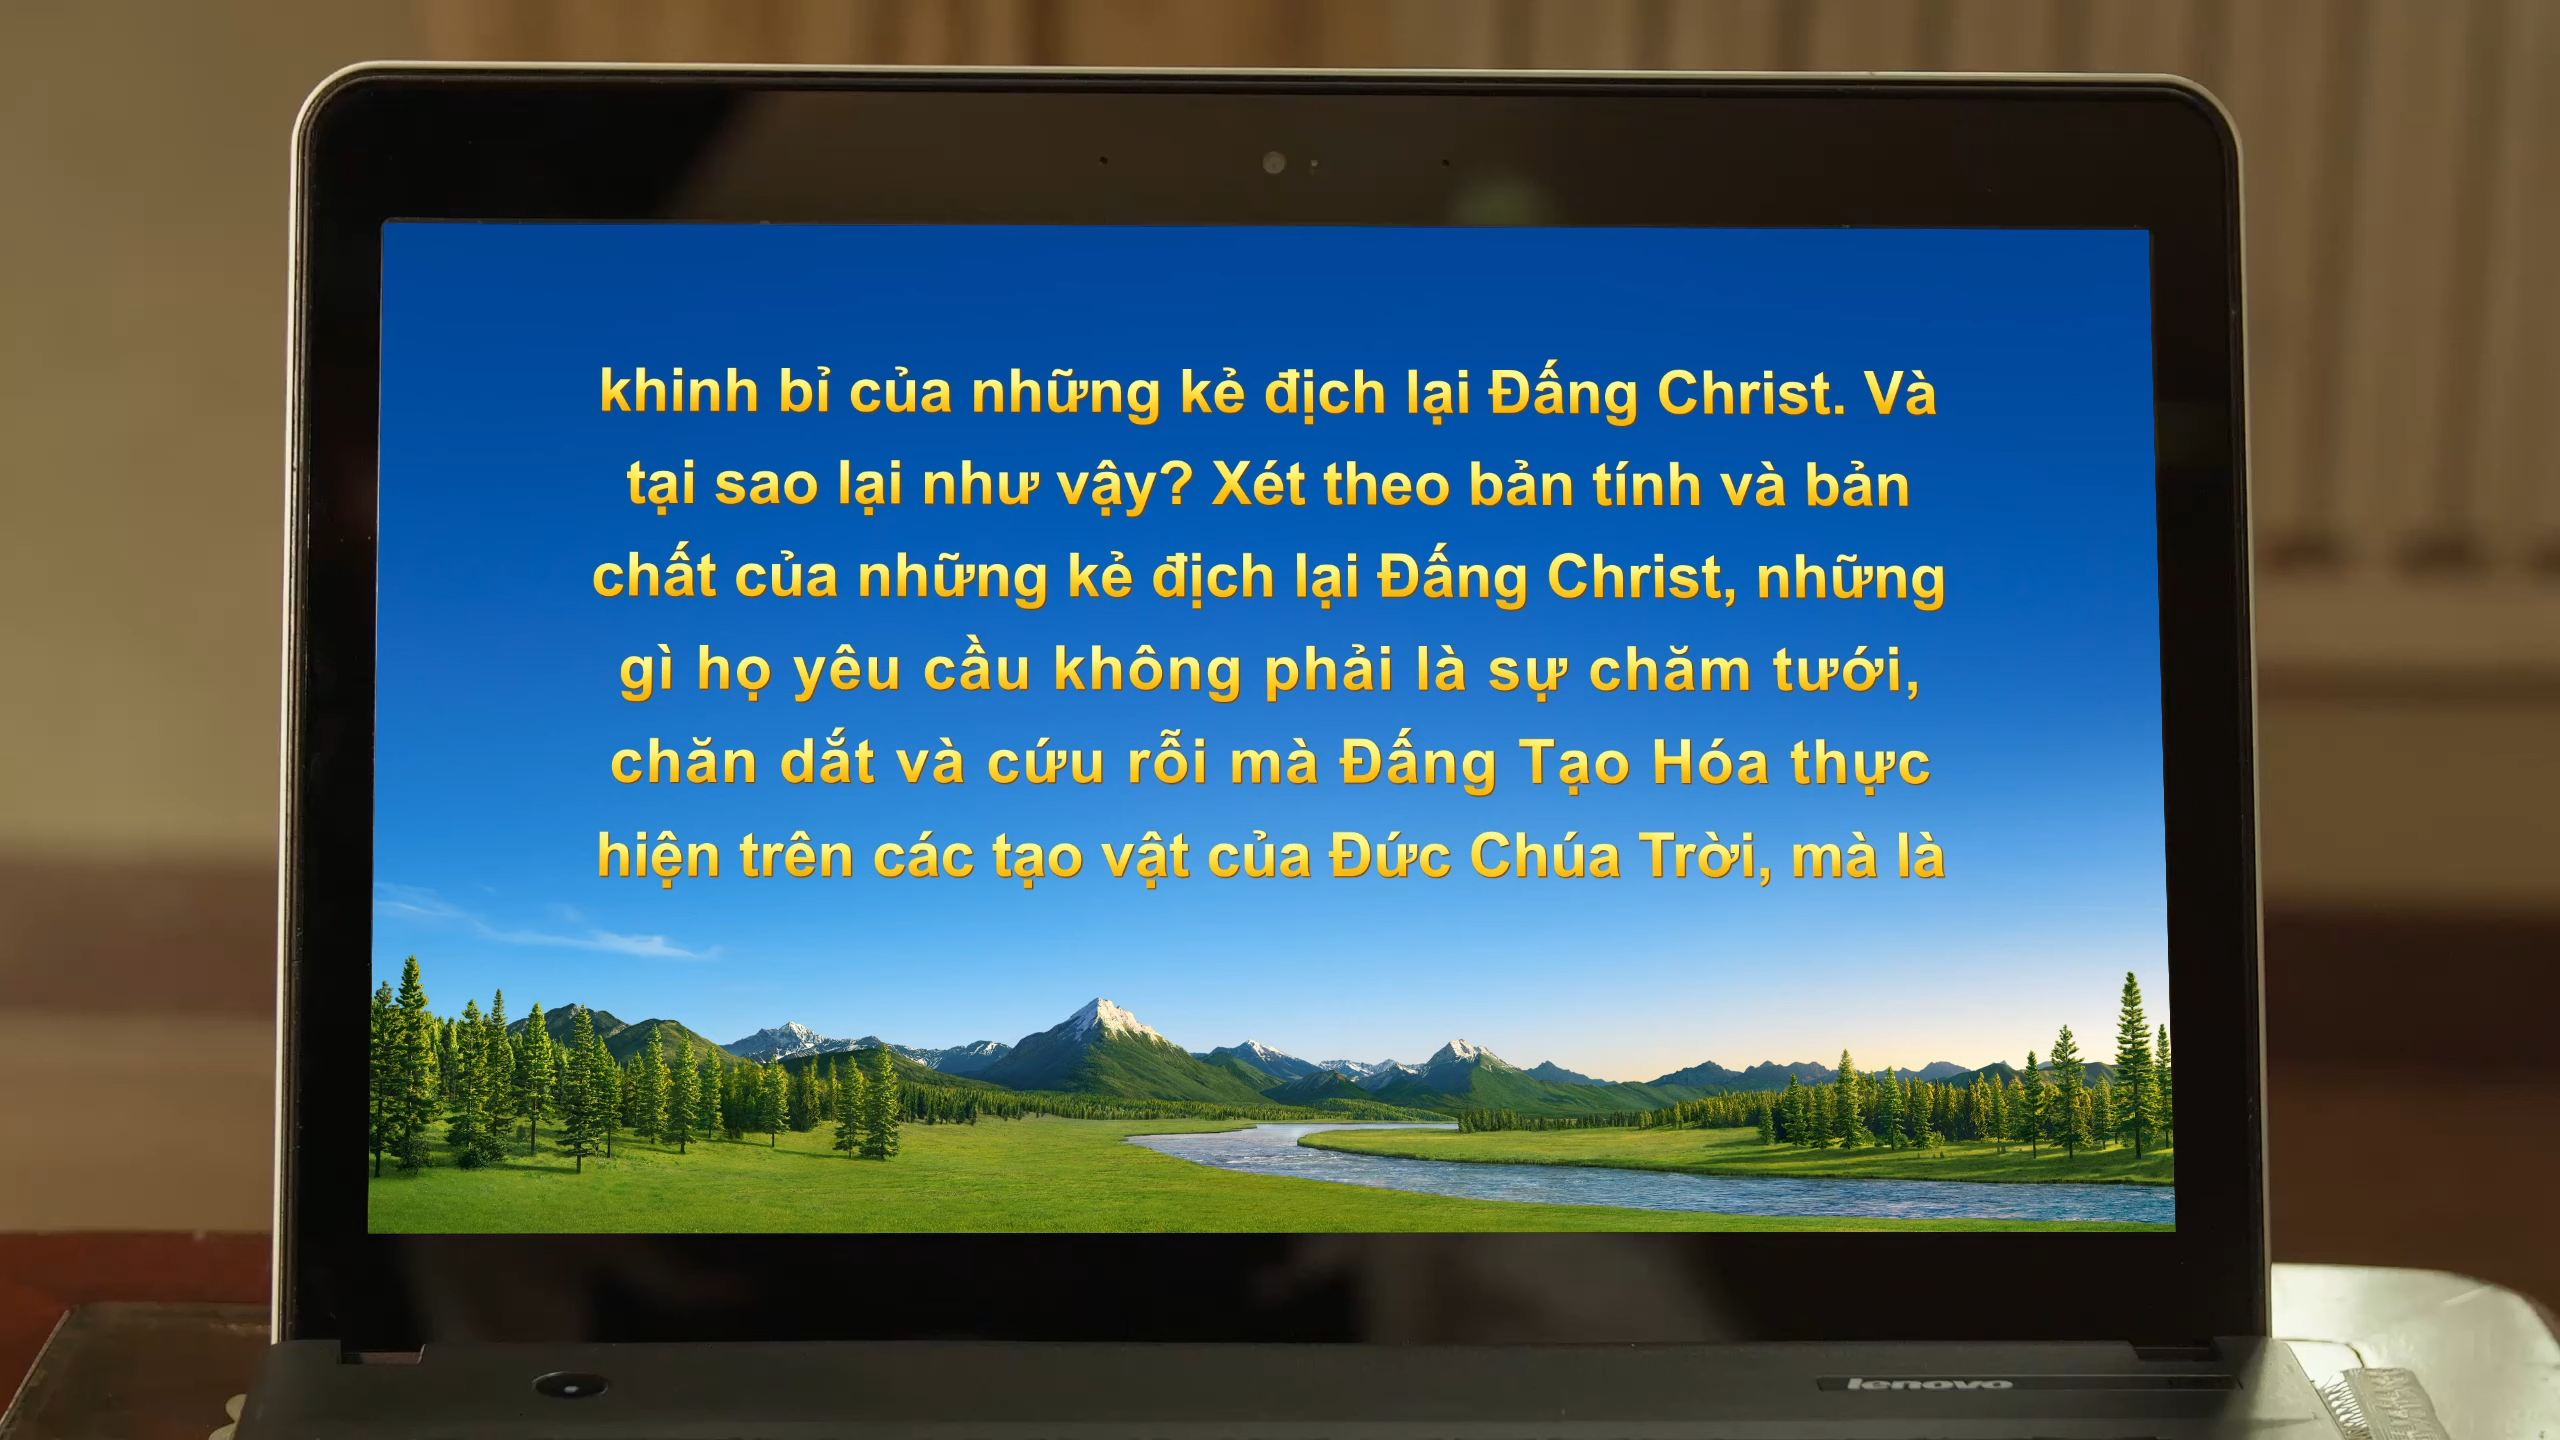 khinh bỉ của những kẻ địch lại Đấng Christ. Và
tại sao lại như vậy? Xét theo bản tính và bản
chất của những kẻ địch lại Đấng Christ, những
gì họ yêu cầu không phải là sự chăm tưới,
chăn dắt và cứu rỗi mà Đấng Tạo Hóa thực
hiện trên các tạo vật của Đức Chúa Trời, mà là
lenovo